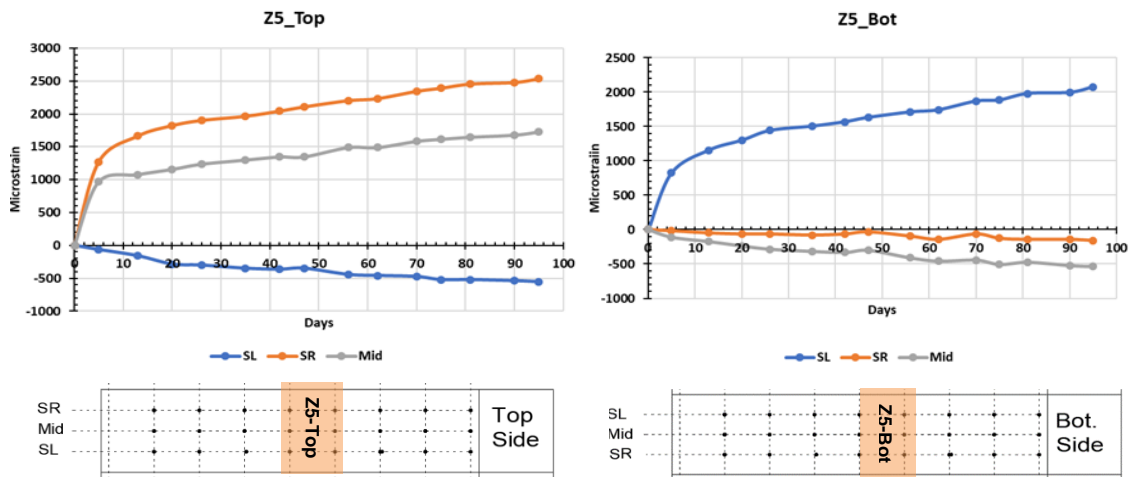 Z5_Top
3000
2500
2000
1500
1000
500
0
-500
-1000
Microstrain
0 10 20 30 40 50 60 70 80 90 100
Days
SL SR Mid
Z5_Bot
2500
2000
1500
1000
500
0
-500
-1000
Microstraiin
0 10 20 30 40 50 60 70 80 90 100
Days
SL SR Mid
SR
Mid
SL
Z5-Top
Top
Side
SL
Mid
SR
Z5-Bot
Bot.
Side